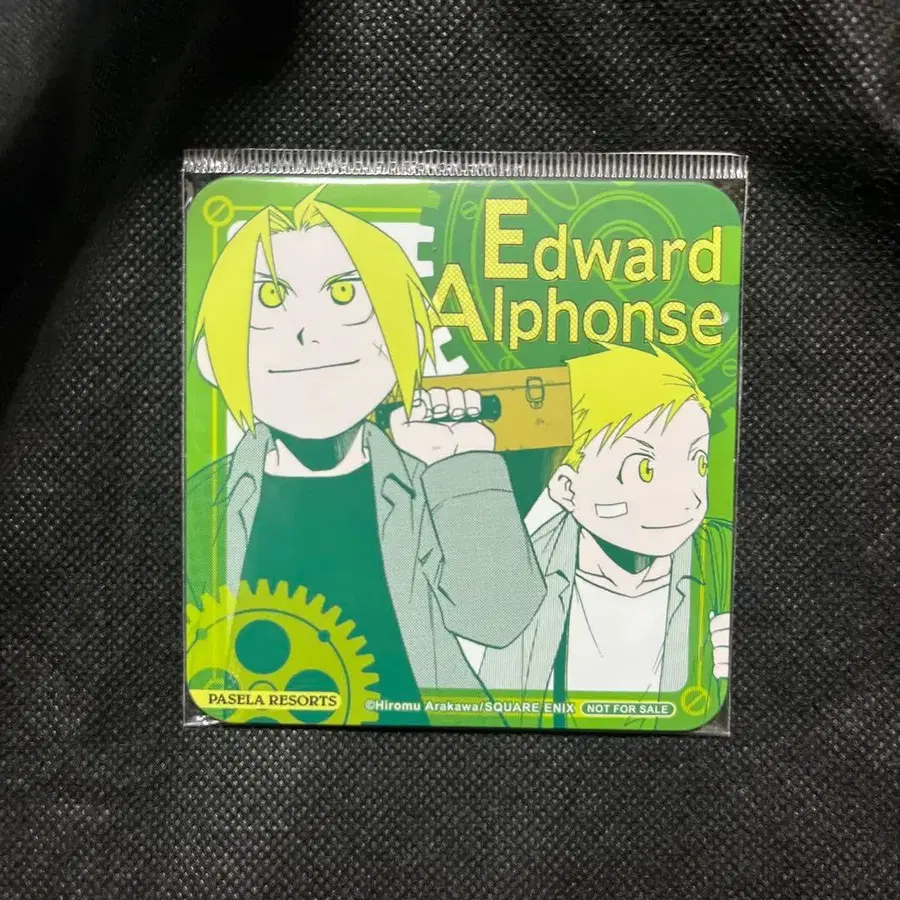 Edward
Alphonse
PASELA RESORTS
©Hiromu Arakawa/SQUARE ENIX NOT FOR SALE